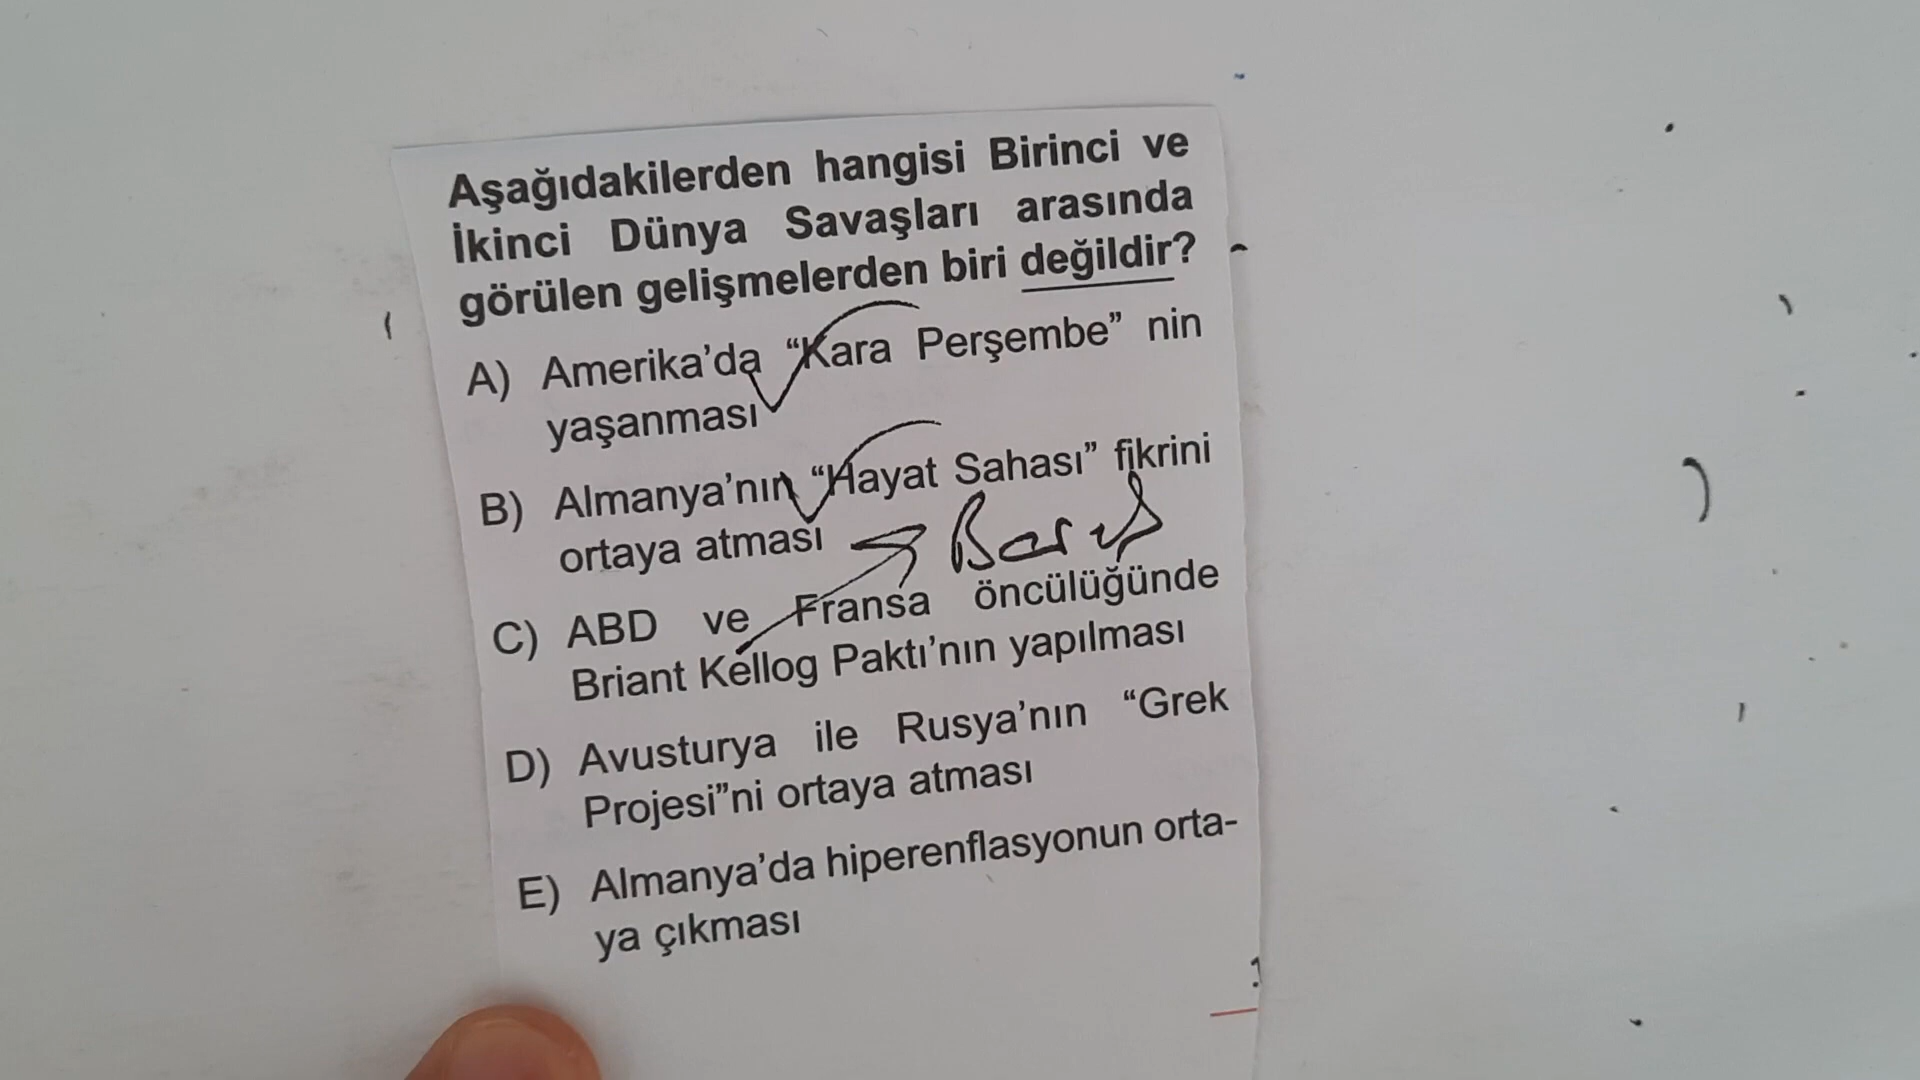 Aşağıdakilerden hangisi Birinci ve
İkinci Dünya Savaşları arasında
görülen gelişmelerden biri değildir?
A) Amerika'da “Kara Perşembe” nin
yaşanması
B) Almanya'nın “Hayat Sahası” fikrini
ortaya atması
Barış
C) ABD ve Fransa öncülüğünde
Briant Kellog Paktı'nın yapılması
D) Avusturya ile Rusya'nın “Grek
Projesi”ni ortaya atması
E) Almanya'da hiperenflasyonun orta-
ya çıkması